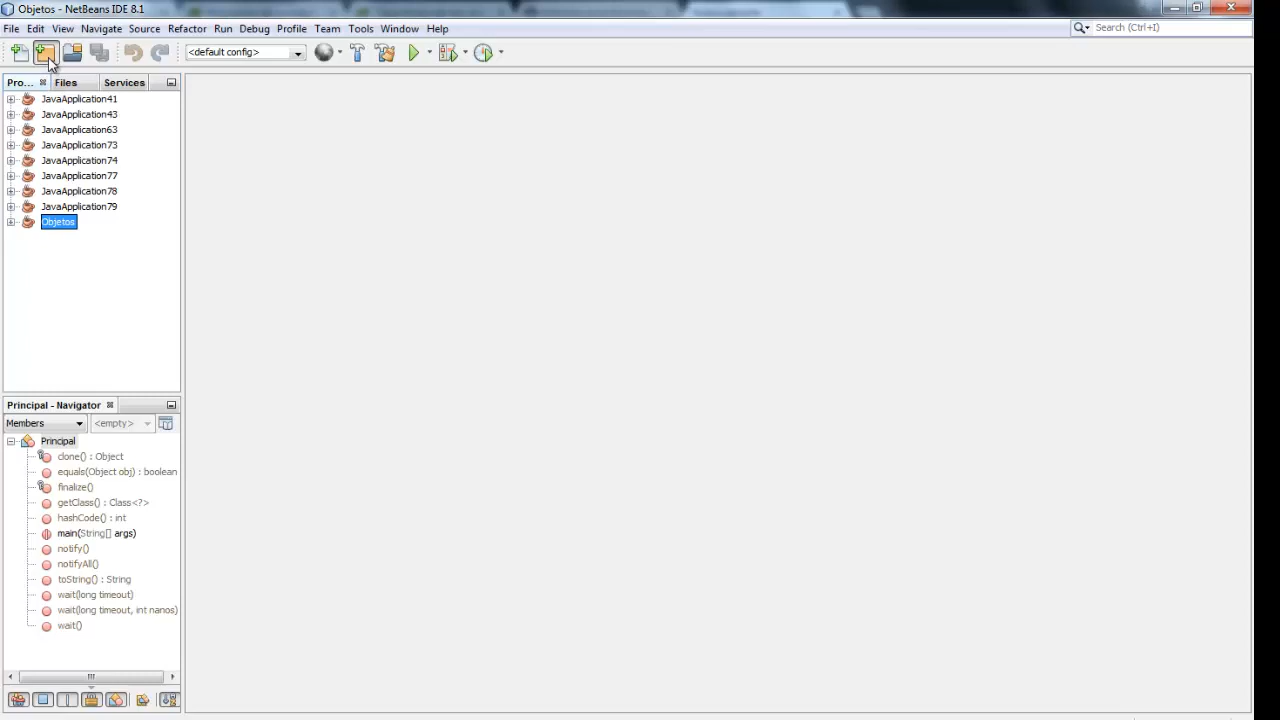 Objetos - NetBeans IDE 8.1
File Edit View Navigate Source Refactor Run Debug Profile Team Tools Window Help
Search (Ctrl+I)
<default config>
Pro... Files Services
JavaApplication41
JavaApplication43
JavaApplication63
JavaApplication73
JavaApplication74
JavaApplication77
JavaApplication78
JavaApplication79
Objetos
Principal - Navigator
Members <empty>
Principal
clone() : Object
equals(Object obj) : boolean
finalize()
getClass() : Class<?>
hashCode() : int
main(String[] args)
notify()
notifyAll()
toString() : String
wait(long timeout)
wait(long timeout, int nanos)
wait()